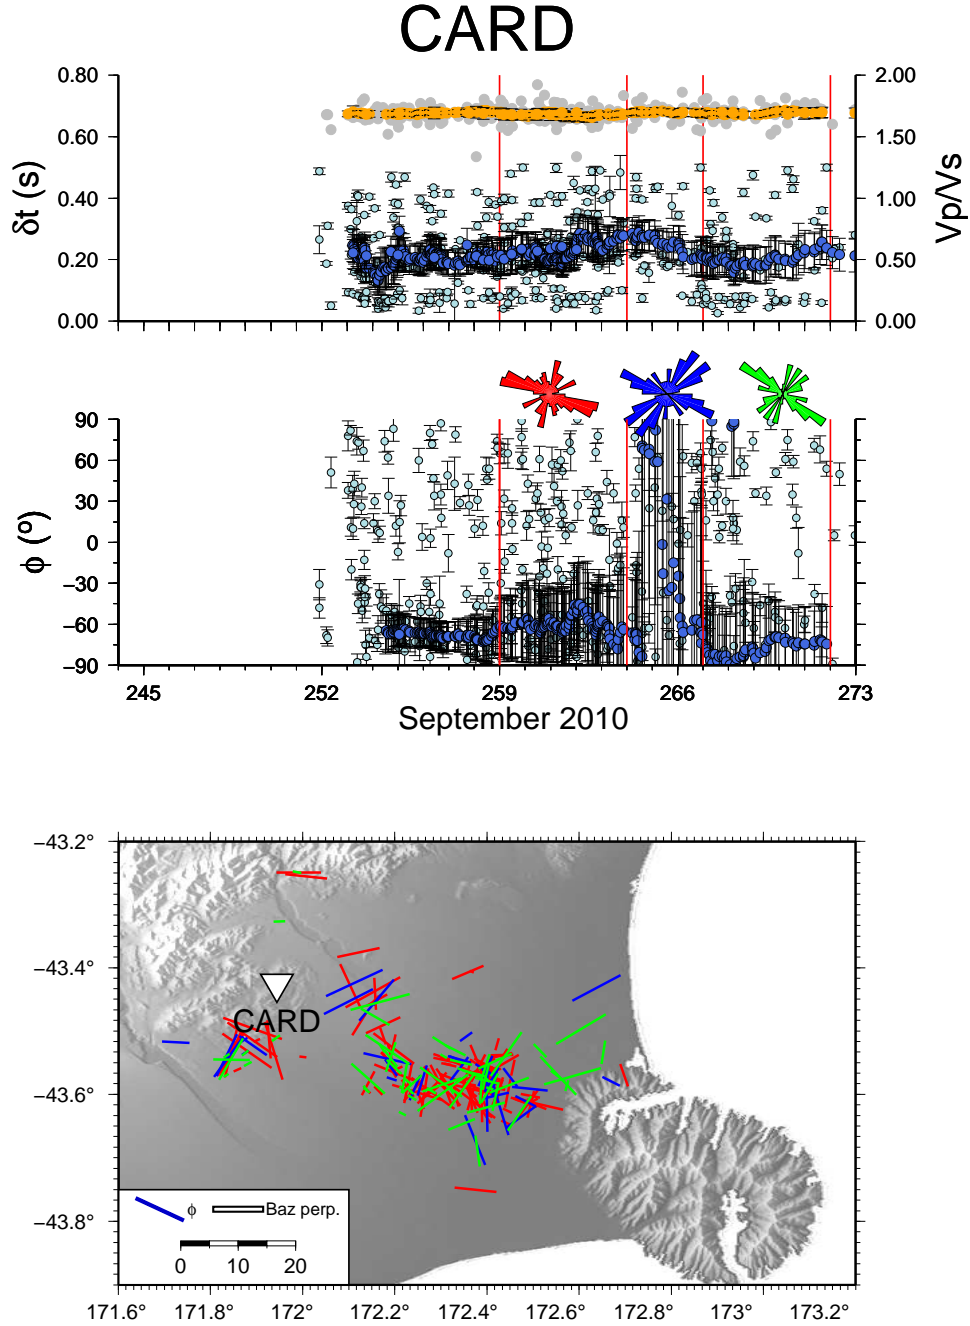 CARD
0.80
0.60
0.40
0.20
0.00
δt (s)
2.00
1.50
1.00
0.50
0.00
Vp/Vs
90
60
30
0
−30
−60
−90
ϕ (º)
245 252 259 266 273
September 2010
−43.2°
−43.4°
−43.6°
−43.8°
CARD
ϕ Baz perp.
0 10 20
171.6° 171.8° 172° 172.2° 172.4° 172.6° 172.8° 173° 173.2°